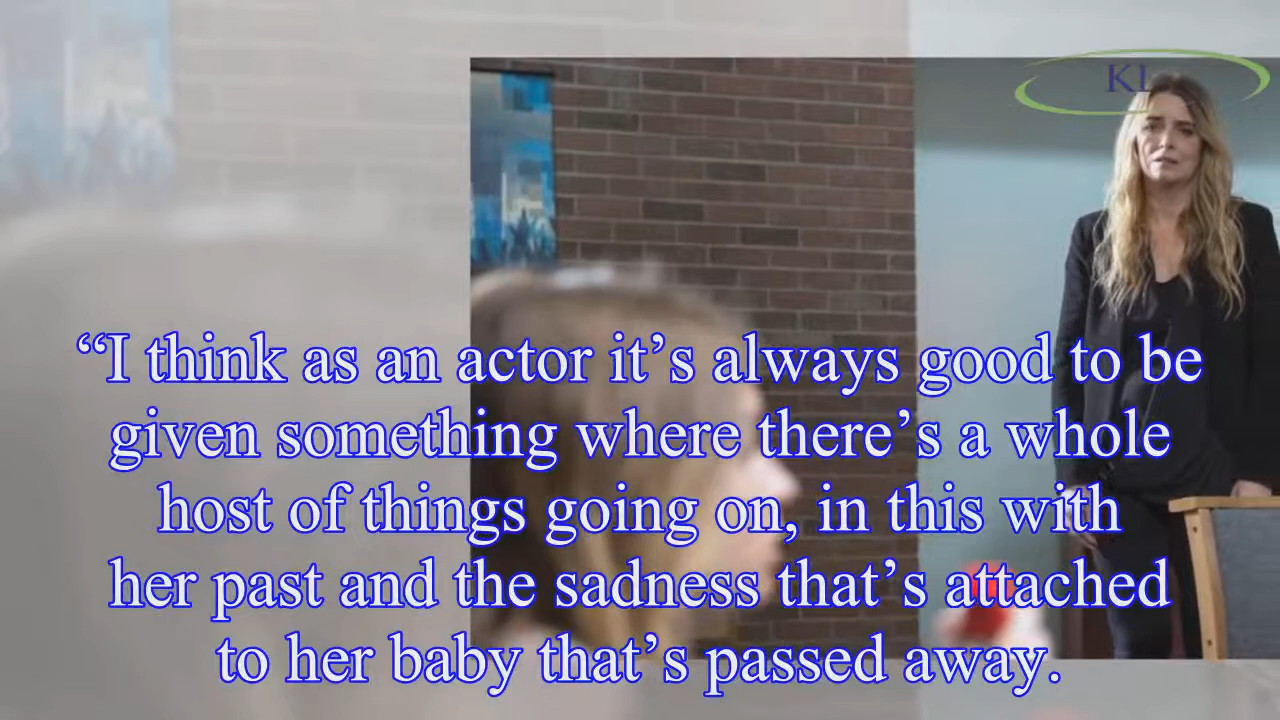 KL
“I think as an actor it’s always good to be
given something where there’s a whole
host of things going on, in this with
her past and the sadness that’s attached
to her baby that’s passed away.